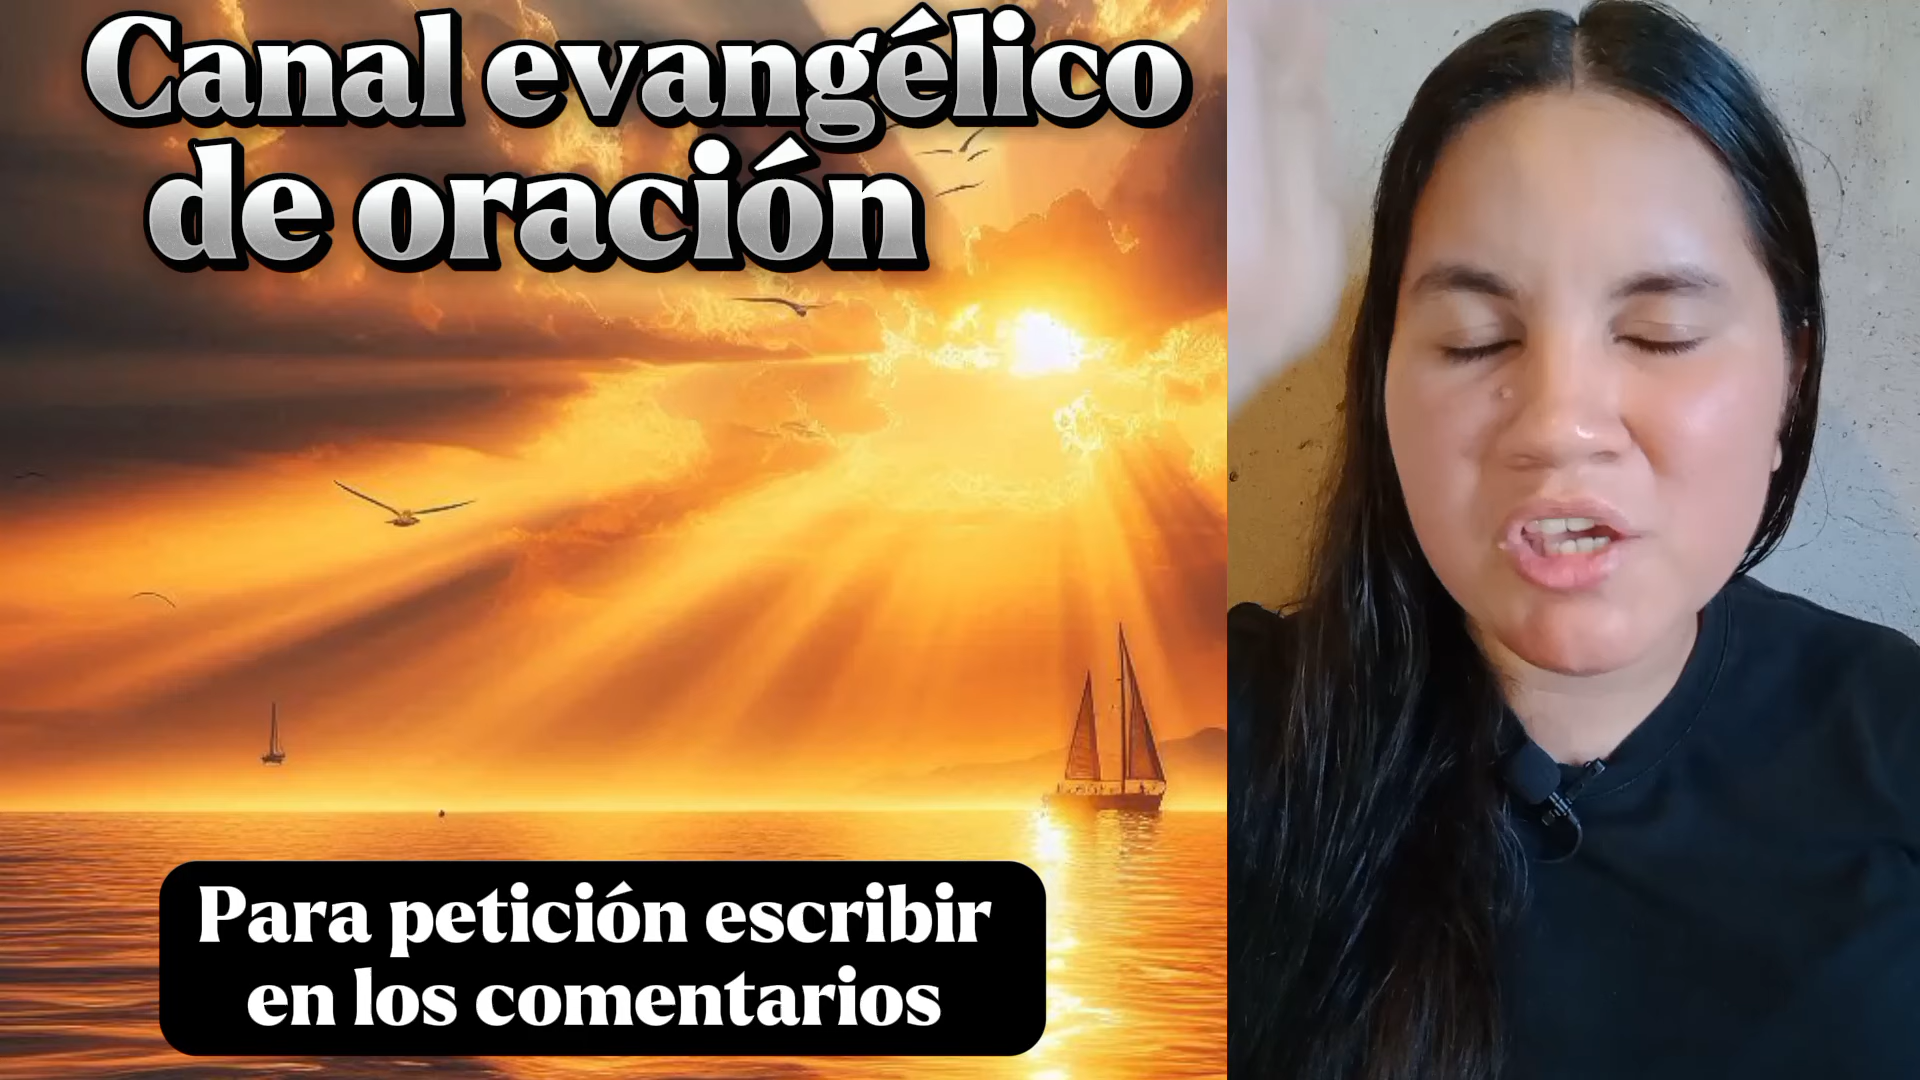 Canal evangélico
de oración
Para petición escribir
en los comentarios